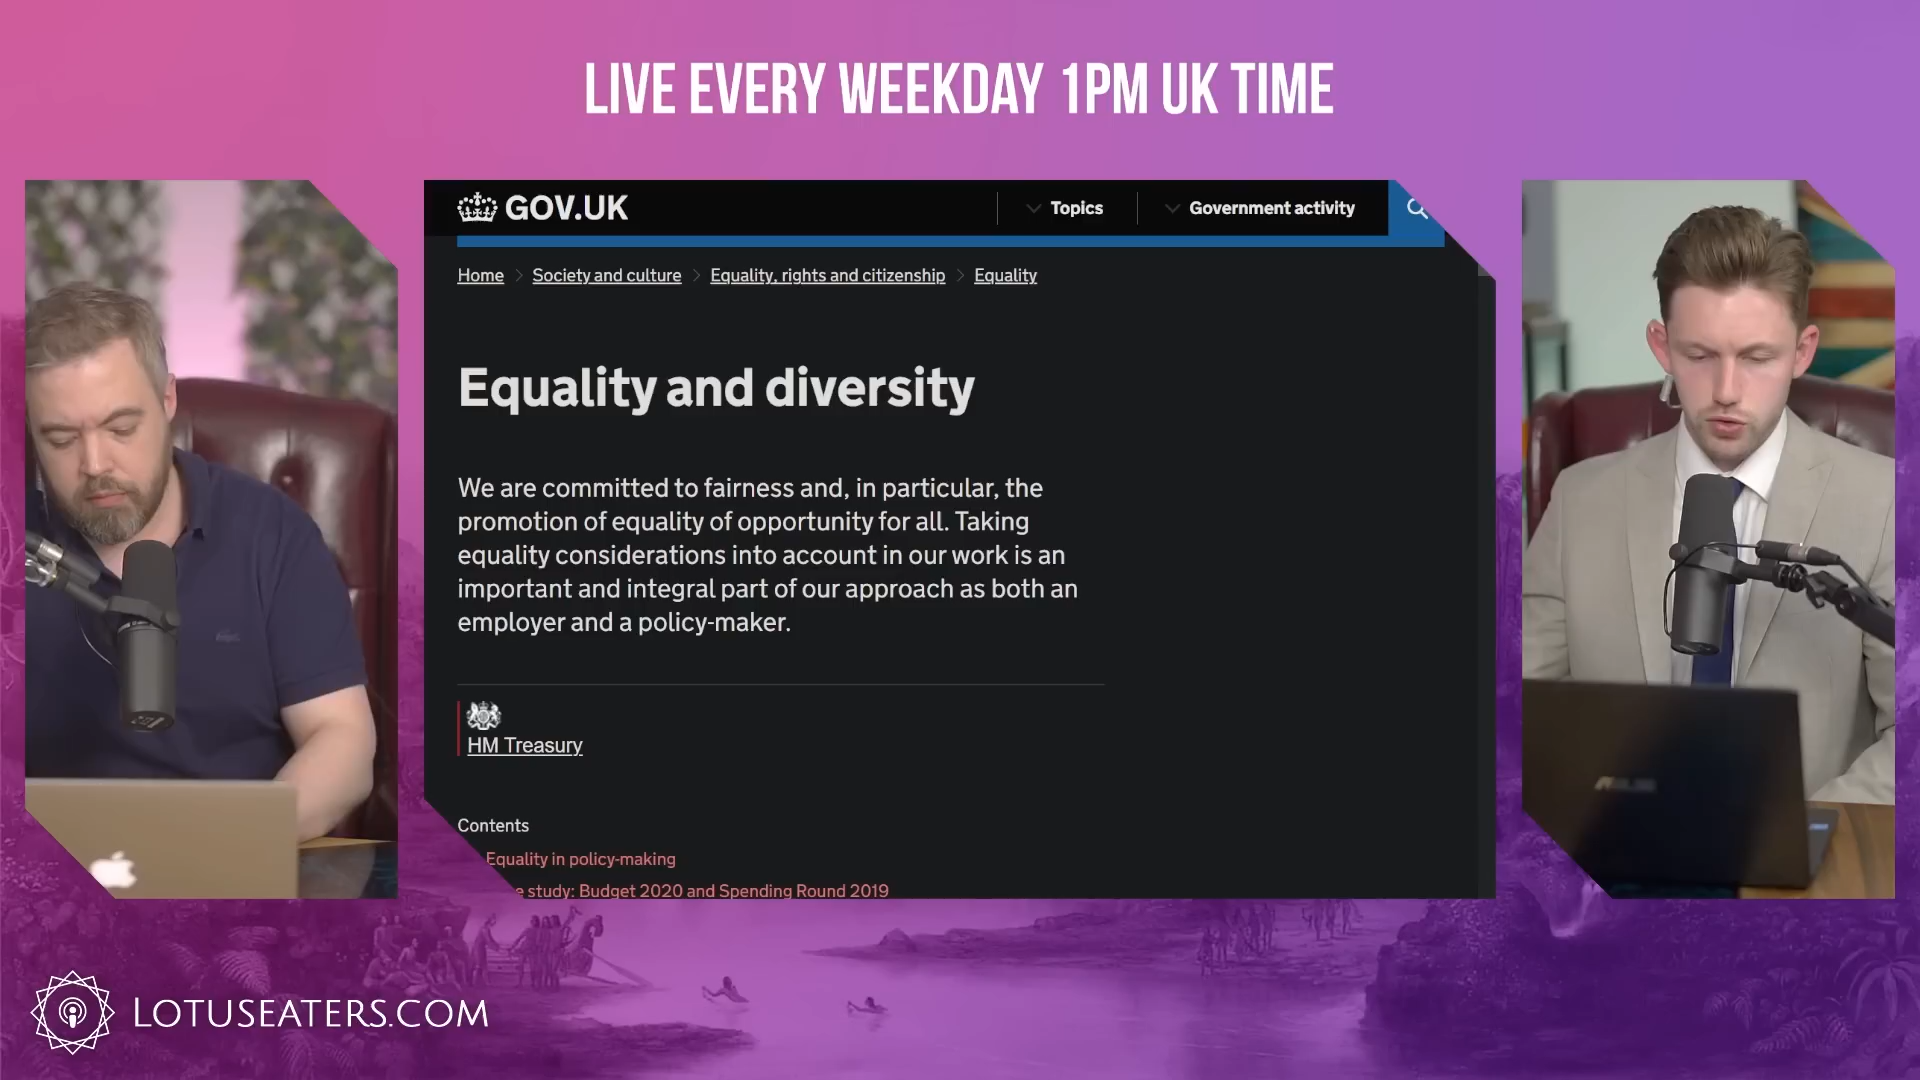 LIVE EVERY WEEKDAY 1PM UK TIME
GOV.UK
Topics
Government activity
Home
Society and culture
Equality, rights and citizenship
Equality
Equality and diversity
We are committed to fairness and, in particular, the
promotion of equality of opportunity for all. Taking
equality considerations into account in our work is an
important and integral part of our approach as both an
employer and a policy-maker.
HM Treasury
Contents
Equality in policy-making
study: Budget 2020 and Spending Round 2019
LOTUSEATERS.COM